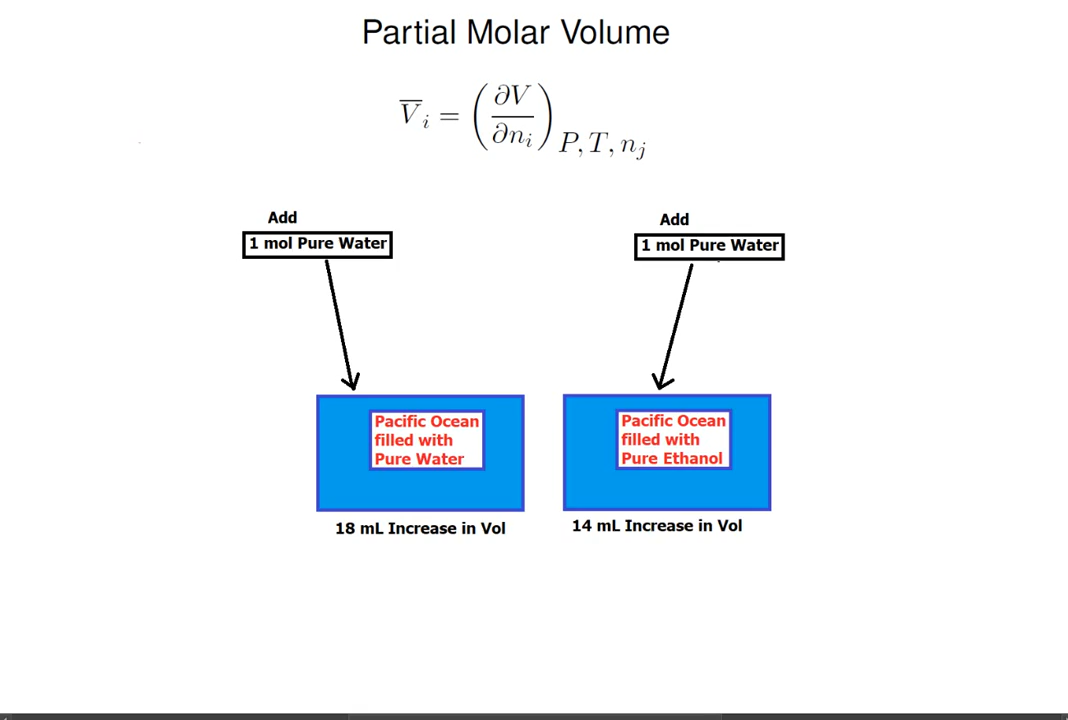 Partial Molar Volume
V̅ᵢ = (∂V/∂nᵢ) P, T, nⱼ
Add
1 mol Pure Water
Add
1 mol Pure Water
Pacific Ocean
filled with
Pure Water
18 mL Increase in Vol
Pacific Ocean
filled with
Pure Ethanol
14 mL Increase in Vol